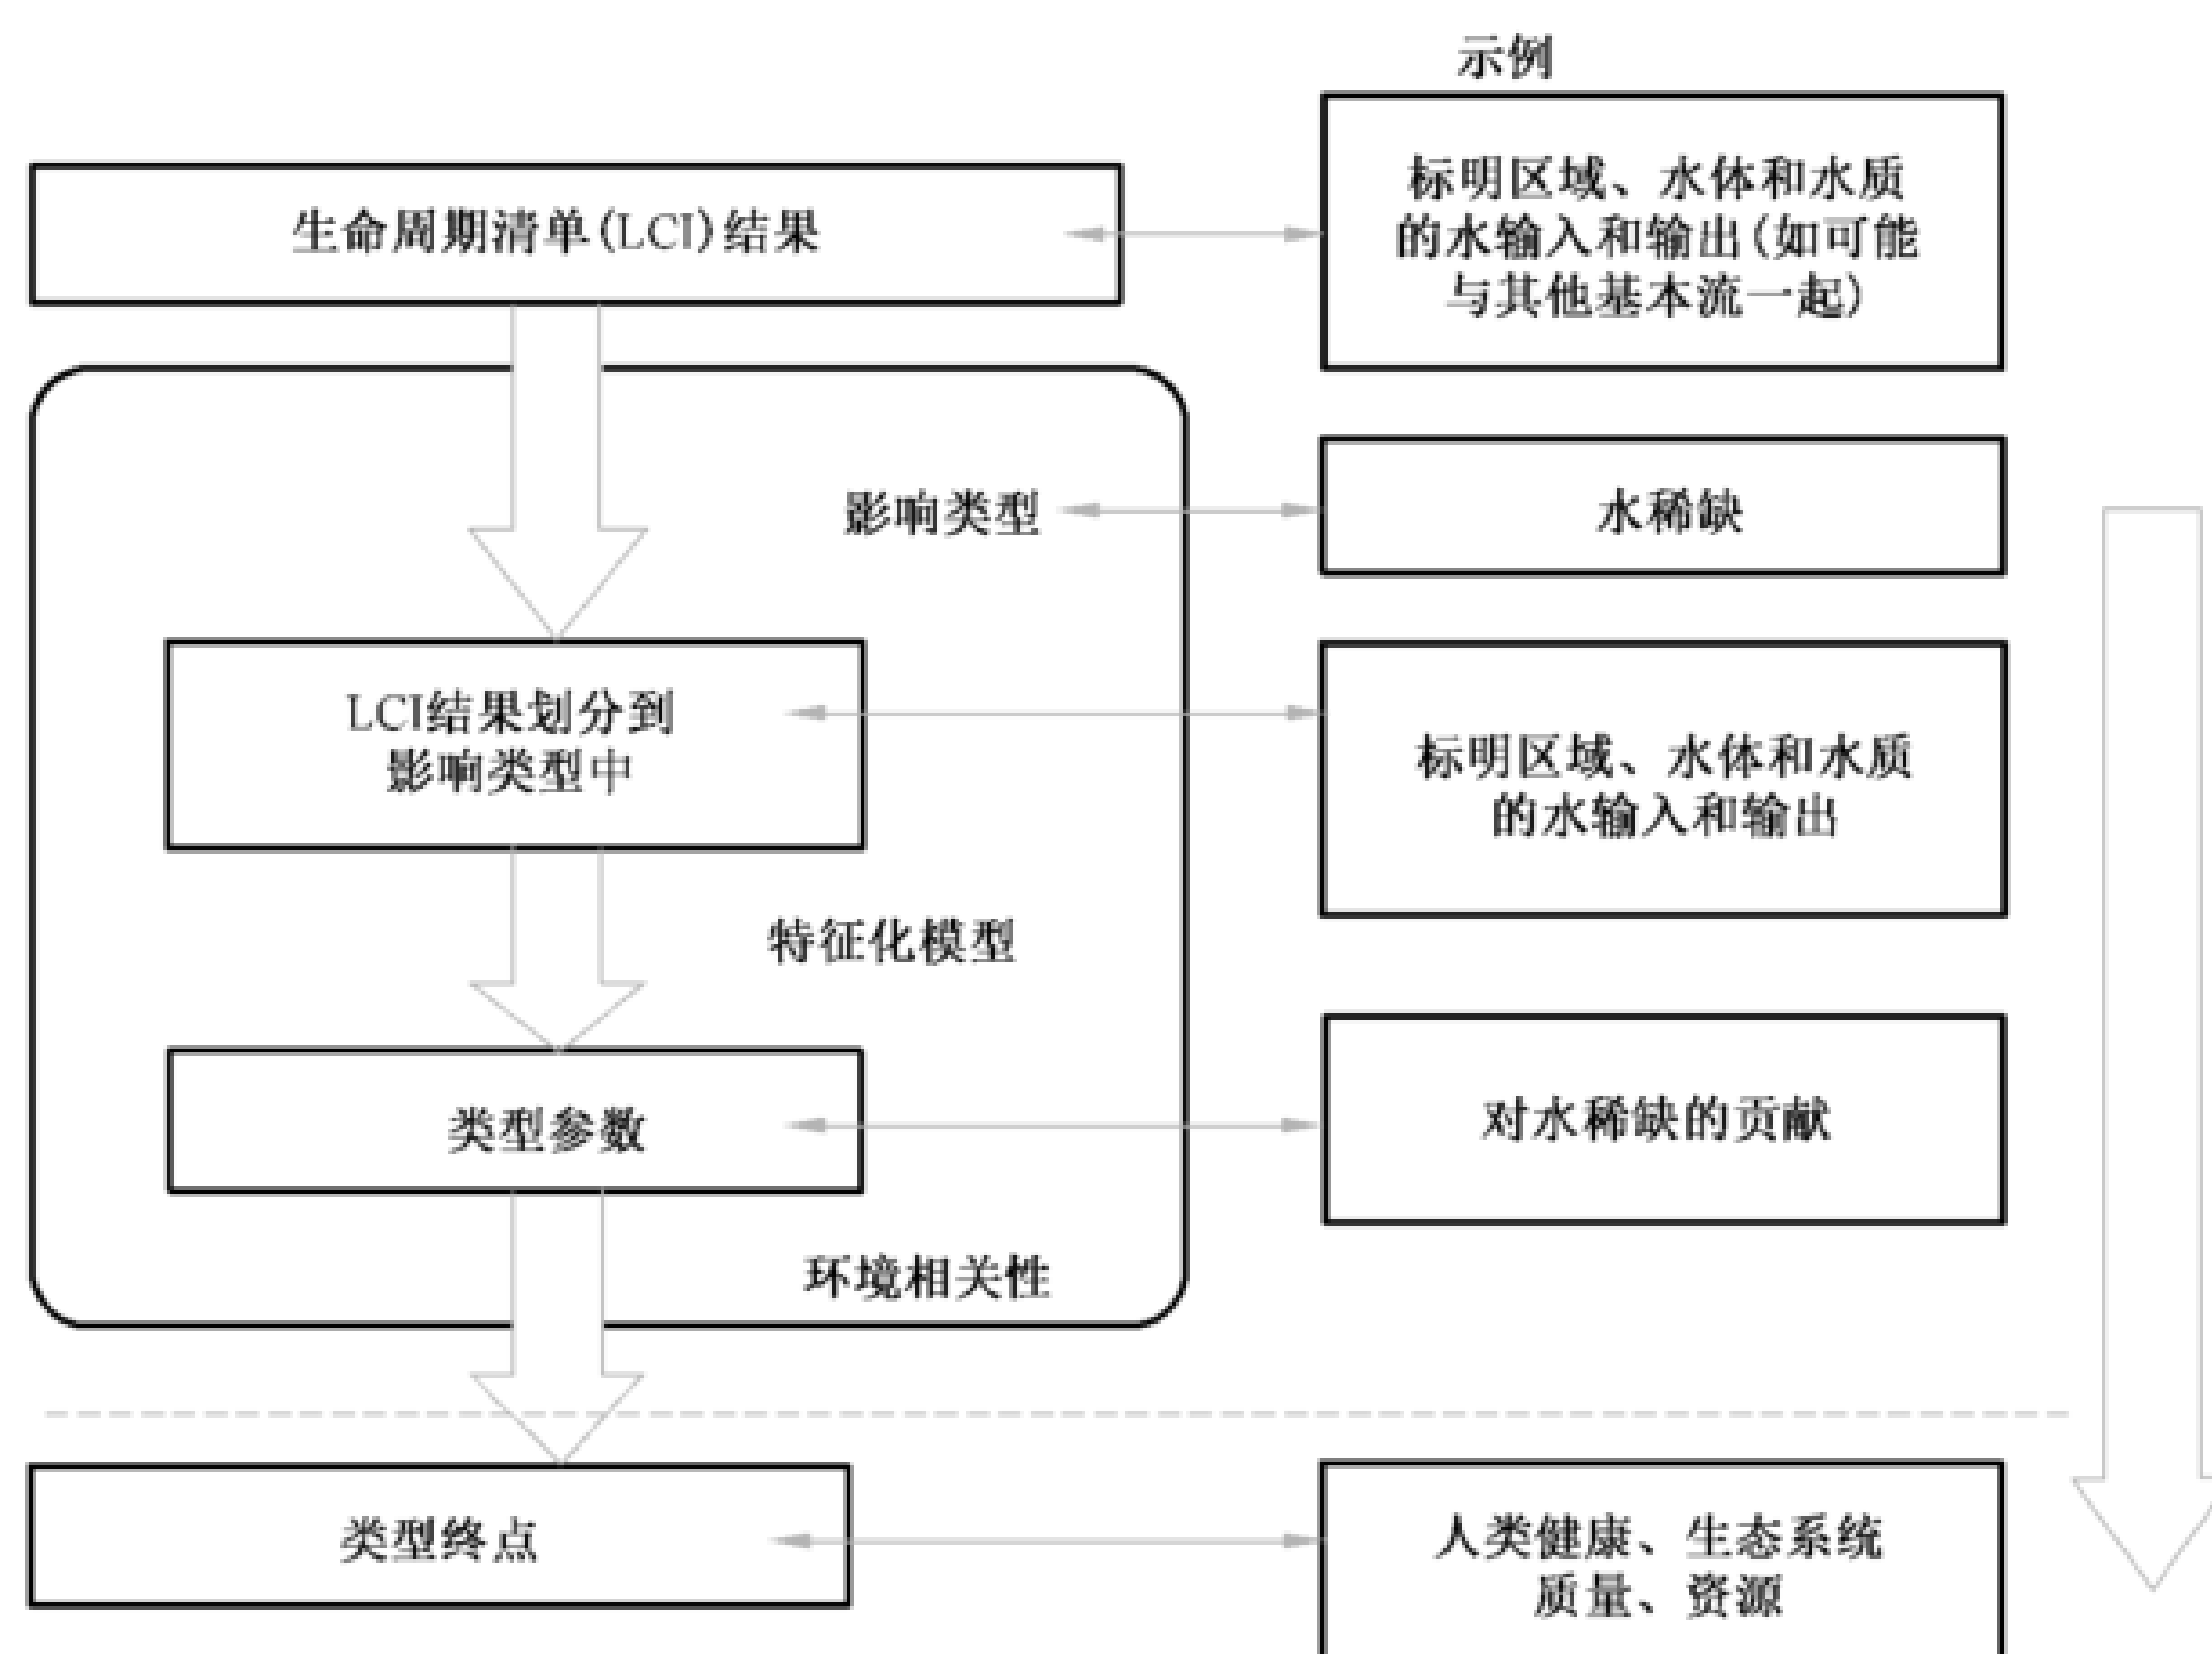 示例
生命周期清单(LCI)结果
标明区域、水体和水质
的水输入和输出(如可能
与其他基本流一起)
影响类型
水稀缺
LCI结果划分到
影响类型中
标明区域、水体和水质
的水输入和输出
特征化模型
类型参数
对水稀缺的贡献
环境相关性
类型终点
人类健康、生态系统
质量、资源